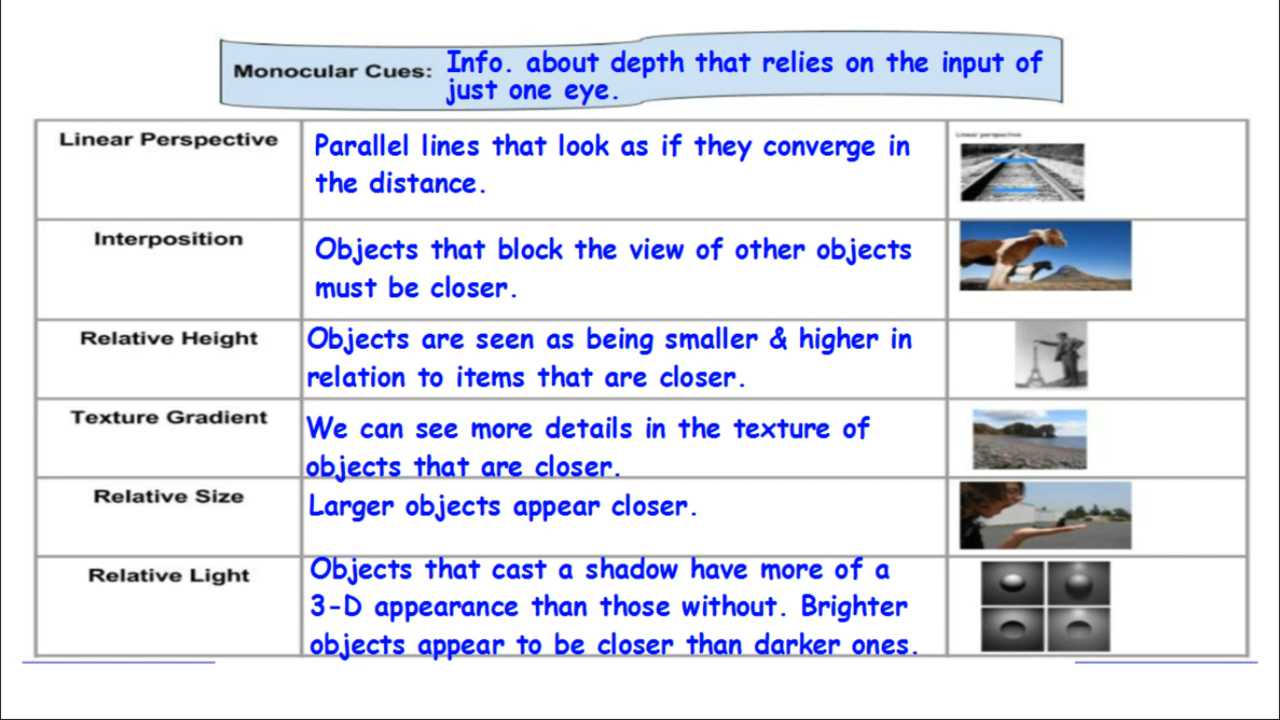 Monocular Cues: Info. about depth that relies on the input of
just one eye.
Linear Perspective
Parallel lines that look as if they converge in
the distance.
Linear perspective
Interposition
Objects that block the view of other objects
must be closer.
Relative Height
Objects are seen as being smaller & higher in
relation to items that are closer.
Texture Gradient
We can see more details in the texture of
objects that are closer.
Relative Size
Larger objects appear closer.
Relative Light
Objects that cast a shadow have more of a
3-D appearance than those without. Brighter
objects appear to be closer than darker ones.